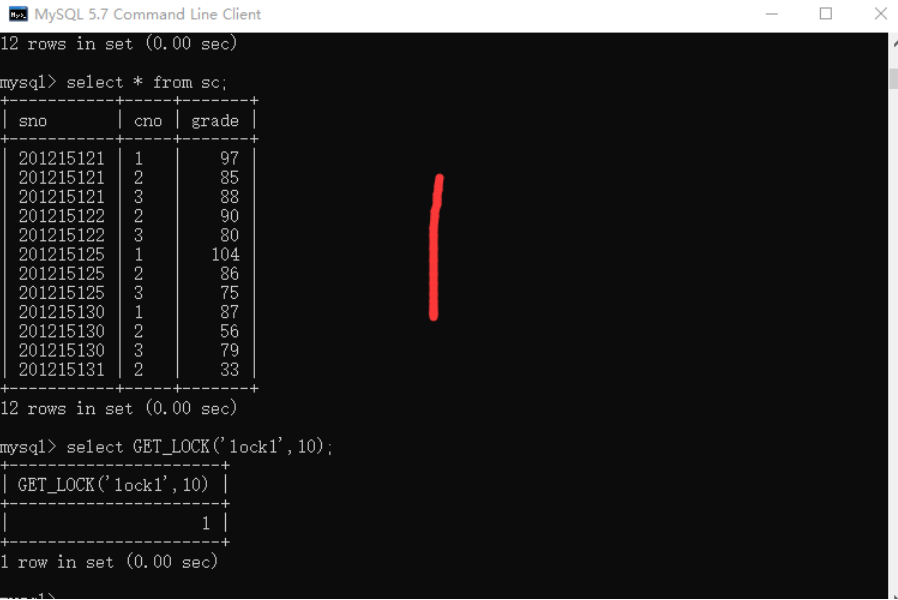 MySQL 5.7 Command Line Client
12 rows in set (0.00 sec)
mysql> select * from sc;
+-----------+-----+-------+
| sno       | cno | grade |
+-----------+-----+-------+
| 201215121 | 1   |    97 |
| 201215121 | 2   |    85 |
| 201215121 | 3   |    88 |
| 201215122 | 2   |    90 |
| 201215122 | 3   |    80 |
| 201215125 | 1   |   104 |
| 201215125 | 2   |    86 |
| 201215125 | 3   |    75 |
| 201215130 | 1   |    87 |
| 201215130 | 2   |    56 |
| 201215130 | 3   |    79 |
| 201215131 | 2   |    33 |
+-----------+-----+-------+
12 rows in set (0.00 sec)
mysql> select GET_LOCK('lock1',10);
+----------------------+
| GET_LOCK('lock1',10) |
+----------------------+
|                    1 |
+----------------------+
1 row in set (0.00 sec)
mysql>